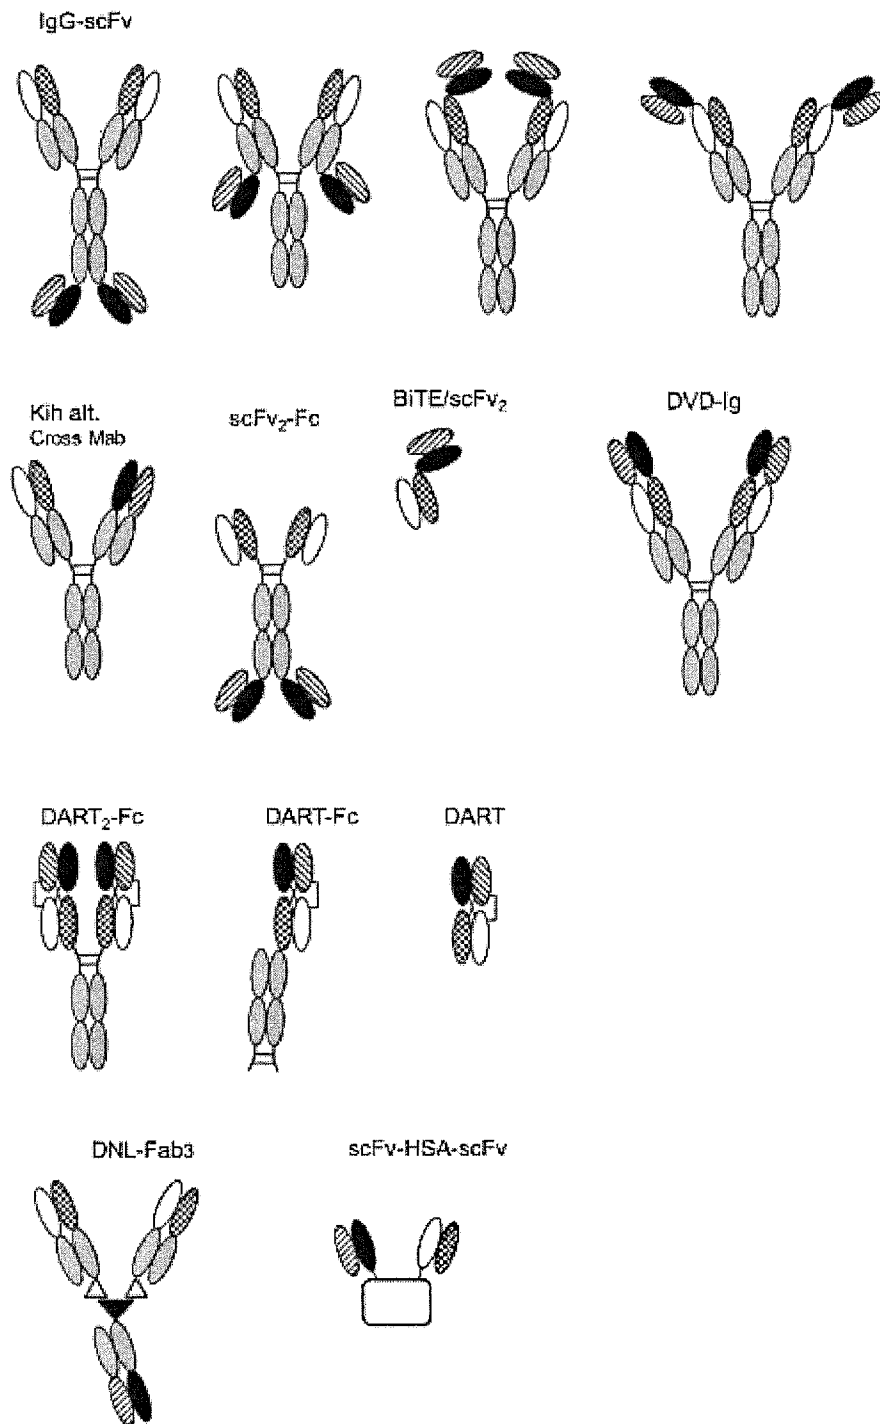 IgG-scFv
Kih alt.
Cross Mab
scFv₂-Fc
BiTE/scFv₂
DVD-Ig
DART₂-Fc
DART-Fc
DART
DNL-Fab3
scFv-HSA-scFv